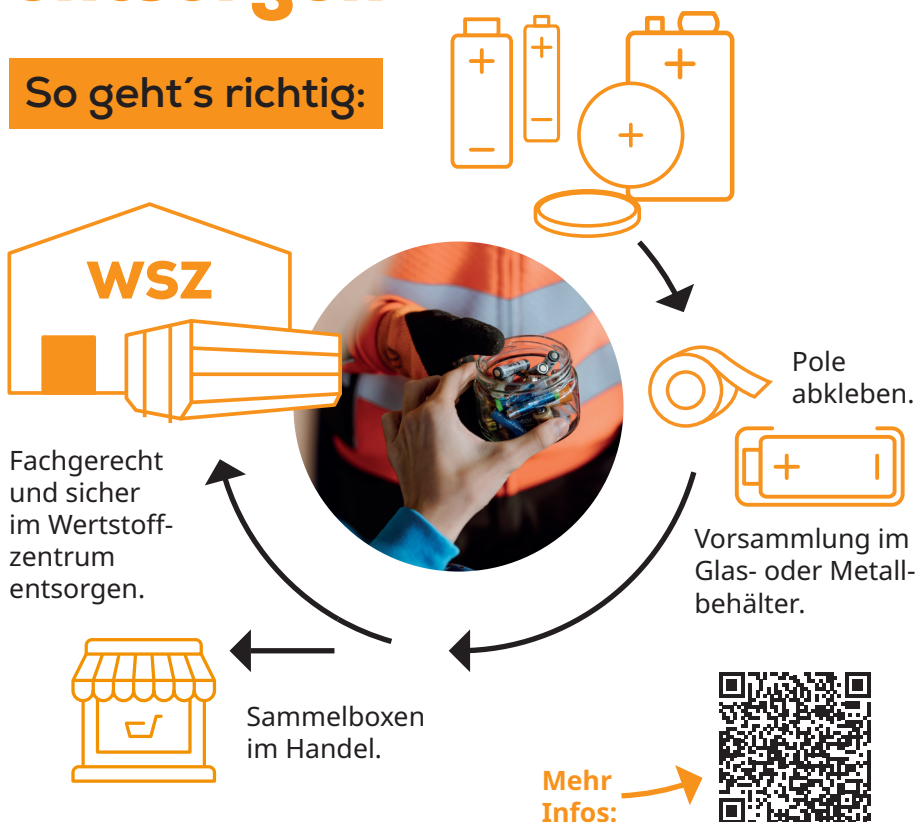 entsorgen
So geht´s richtig:
WSZ
Pole
abkleben.
Fachgerecht
und sicher
im Wertstoff-
zentrum
entsorgen.
Vorsammlung im
Glas- oder Metall-
behälter.
Sammelboxen
im Handel.
Mehr
Infos: